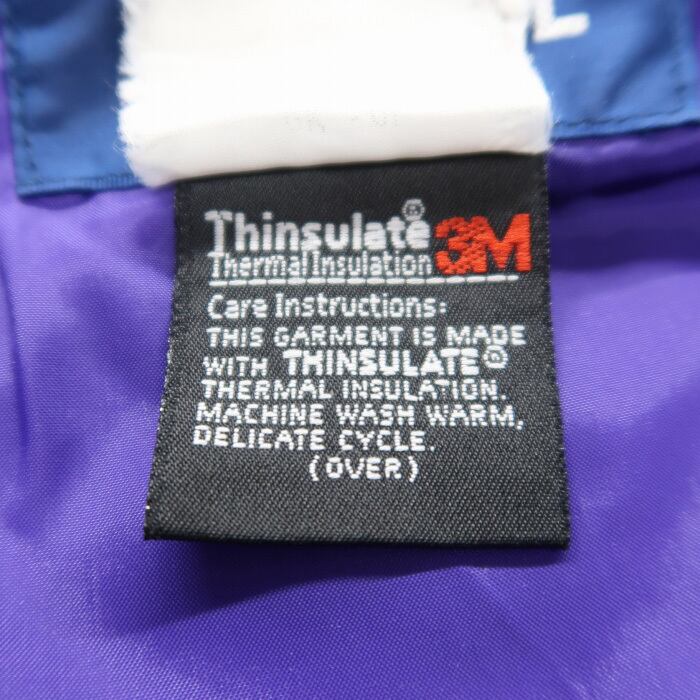 L
Thinsulate® 3M
Thermal Insulation
Care Instructions:
THIS GARMENT IS MADE
WITH THINSULATE®
THERMAL INSULATION.
MACHINE WASH WARM,
DELICATE CYCLE.
(OVER)